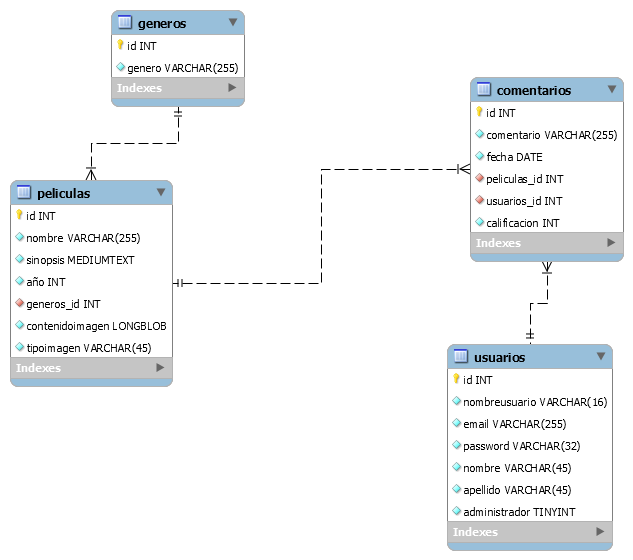 generos
id INT
genero VARCHAR(255)
Indexes
peliculas
id INT
nombre VARCHAR(255)
sinopsis MEDIUMTEXT
año INT
generos_id INT
contenidoimagen LONGBLOB
tipoimagen VARCHAR(45)
Indexes
comentarios
id INT
comentario VARCHAR(255)
fecha DATE
peliculas_id INT
usuarios_id INT
calificacion INT
Indexes
usuarios
id INT
nombreusuario VARCHAR(16)
email VARCHAR(255)
password VARCHAR(32)
nombre VARCHAR(45)
apellido VARCHAR(45)
administrador TINYINT
Indexes